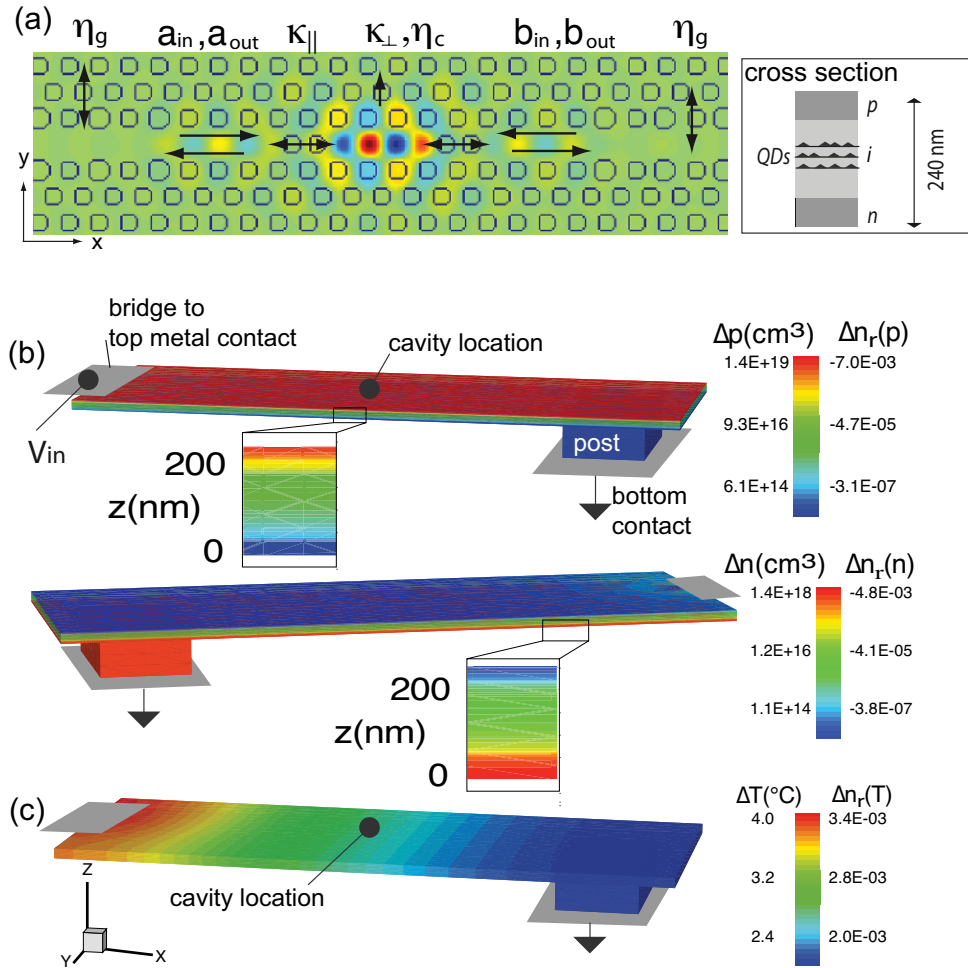 (a)
η_g a_in,a_out κ_|| κ_⊥,η_c b_in,b_out η_g
y
x
cross section
p
QDs i
n
240 nm
(b)
bridge to
top metal contact
cavity location
V_in
post
bottom
contact
200
z(nm)
0
Δp(cm³) Δn_r(p)
1.4E+19 -7.0E-03
9.3E+16 -4.7E-05
6.1E+14 -3.1E-07
200
z(nm)
0
Δn(cm³) Δn_r(n)
1.4E+18 -4.8E-03
1.2E+16 -4.1E-05
1.1E+14 -3.8E-07
(c)
cavity location
Z
Y
X
ΔT(°C) Δn_r(T)
4.0 3.4E-03
3.2 2.8E-03
2.4 2.0E-03